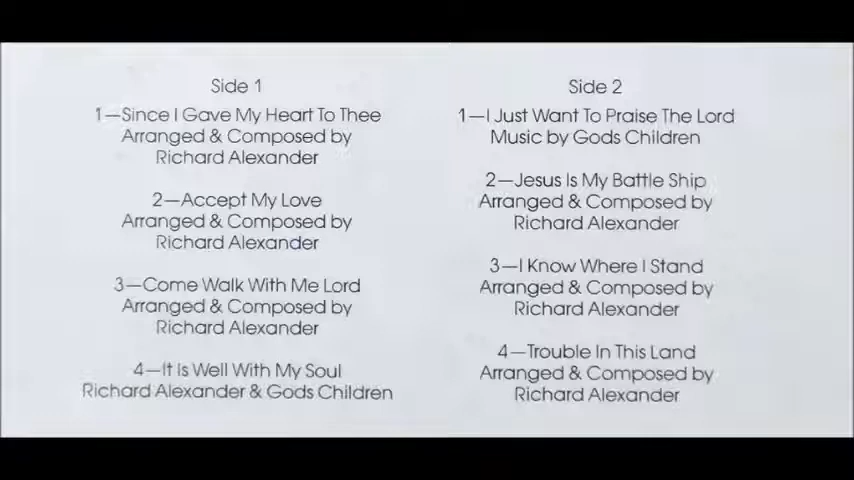 Side 1
1—Since I Gave My Heart To Thee
Arranged & Composed by
Richard Alexander
2—Accept My Love
Arranged & Composed by
Richard Alexander
3—Come Walk With Me Lord
Arranged & Composed by
Richard Alexander
4—It Is Well With My Soul
Richard Alexander & Gods Children
Side 2
1—I Just Want To Praise The Lord
Music by Gods Children
2—Jesus Is My Battle Ship
Arranged & Composed by
Richard Alexander
3—I Know Where I Stand
Arranged & Composed by
Richard Alexander
4—Trouble In This Land
Arranged & Composed by
Richard Alexander